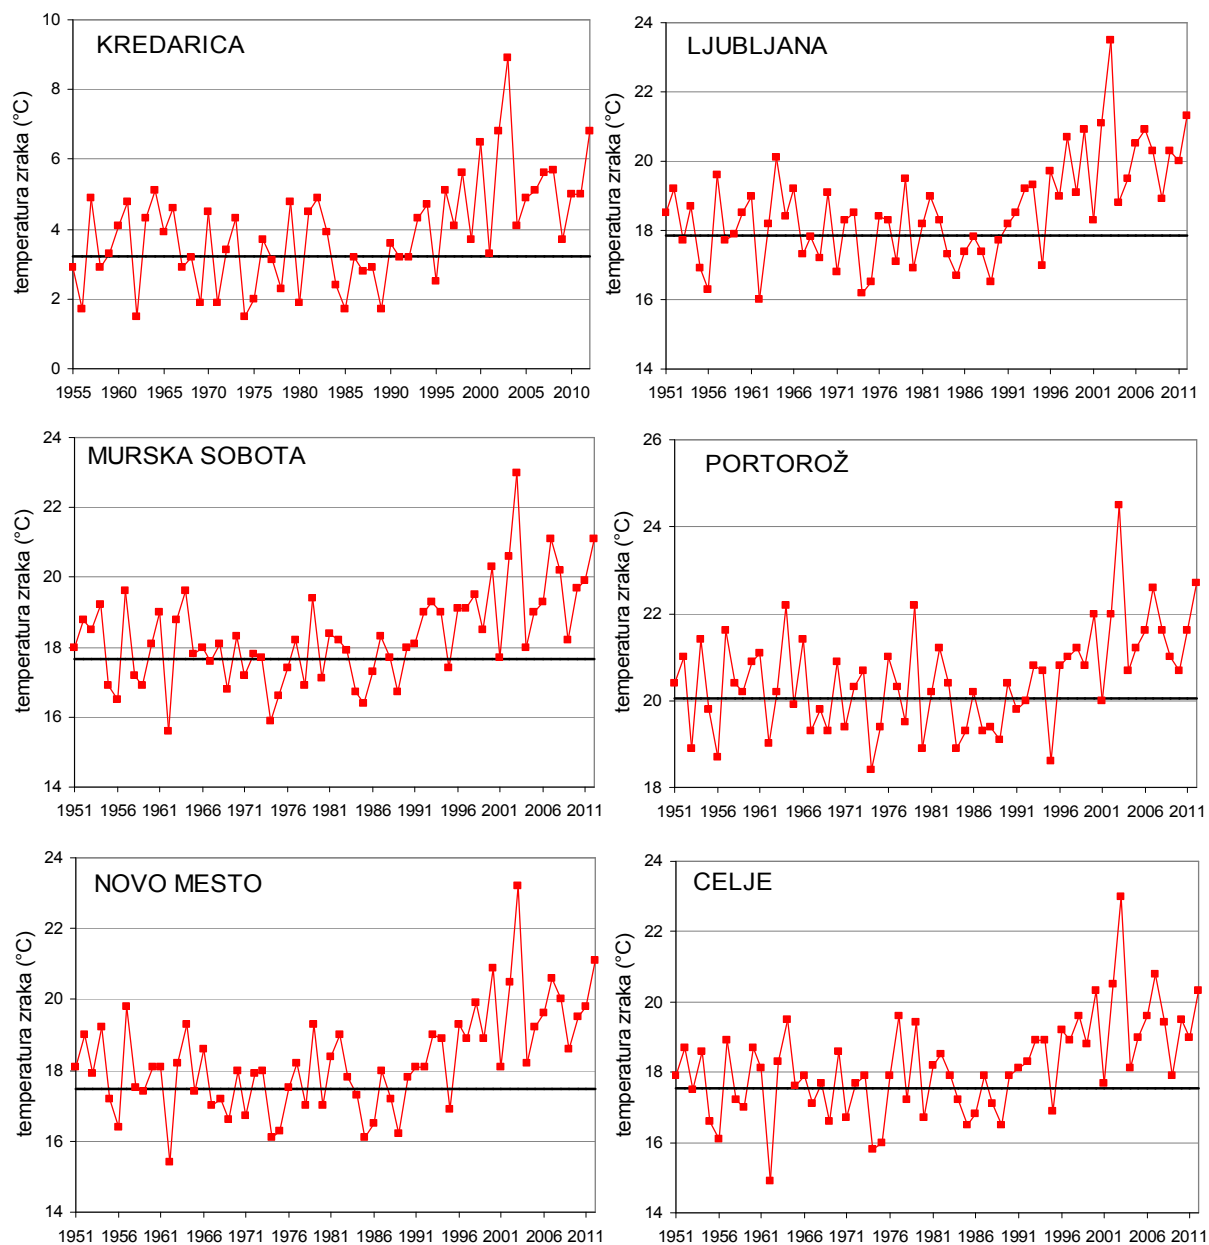 KREDARICA
temperatura zraka (°C)
10
8
6
4
2
0
1955 1960 1965 1970 1975 1980 1985 1990 1995 2000 2005 2010
LJUBLJANA
temperatura zraka (°C)
24
22
20
18
16
14
1951 1956 1961 1966 1971 1976 1981 1986 1991 1996 2001 2006 2011
MURSKA SOBOTA
temperatura zraka (°C)
24
22
20
18
16
14
1951 1956 1961 1966 1971 1976 1981 1986 1991 1996 2001 2006 2011
PORTOROŽ
temperatura zraka (°C)
26
24
22
20
18
1951 1956 1961 1966 1971 1976 1981 1986 1991 1996 2001 2006 2011
NOVO MESTO
temperatura zraka (°C)
24
22
20
18
16
14
1951 1956 1961 1966 1971 1976 1981 1986 1991 1996 2001 2006 2011
CELJE
temperatura zraka (°C)
24
22
20
18
16
14
1951 1956 1961 1966 1971 1976 1981 1986 1991 1996 2001 2006 2011